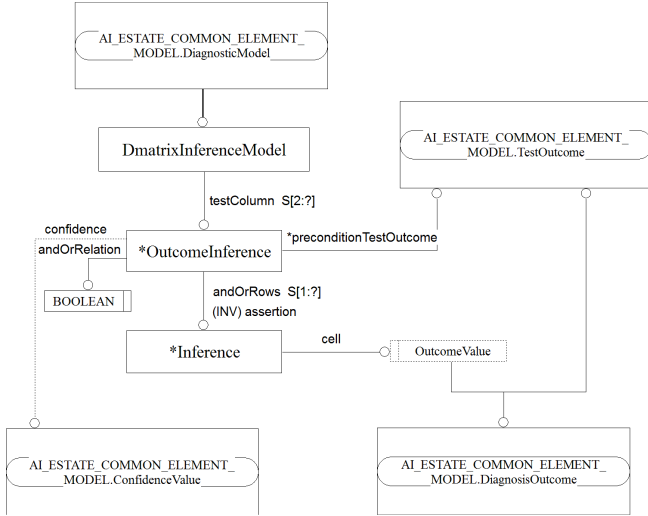 AI_ESTATE_COMMON_ELEMENT_
MODEL.DiagnosticModel
AI_ESTATE_COMMON_ELEMENT_
MODEL.TestOutcome
DmatrixInferenceModel
testColumn S[2:?]
confidence
andOrRelation
*OutcomeInference
*preconditionTestOutcome
BOOLEAN
andOrRows S[1:?]
(INV) assertion
*Inference
cell
OutcomeValue
AI_ESTATE_COMMON_ELEMENT_
MODEL.ConfidenceValue
AI_ESTATE_COMMON_ELEMENT_
MODEL.DiagnosisOutcome